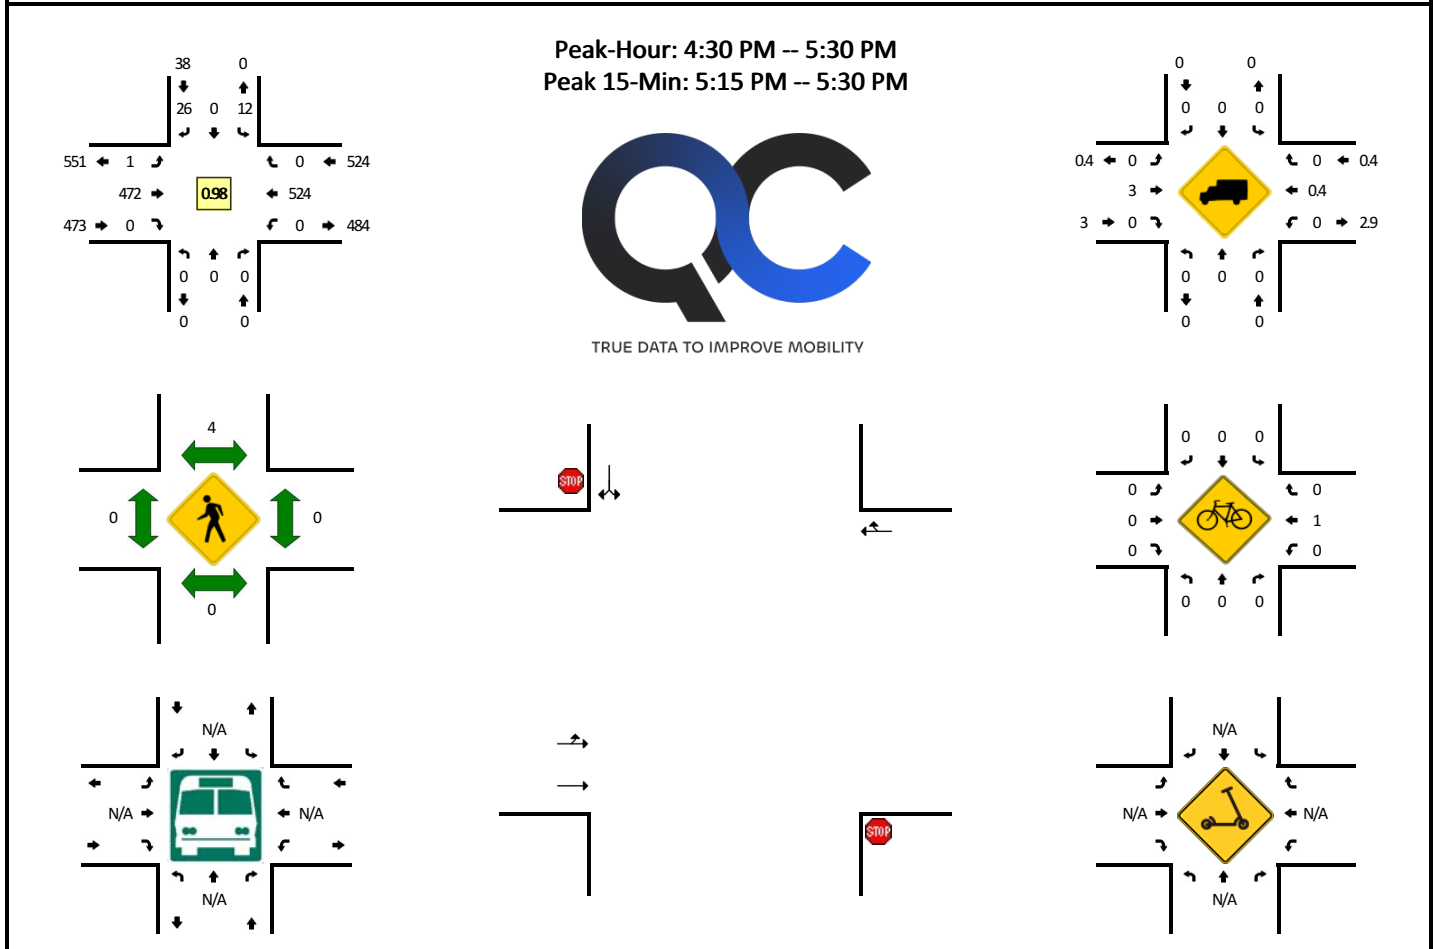 Peak-Hour: 4:30 PM -- 5:30 PM
Peak 15-Min: 5:15 PM -- 5:30 PM
38 0
26 0 12
551 1 0 524
472 0.98 524
473 0 0 484
0 0 0
0 0
TRUE DATA TO IMPROVE MOBILITY
0 0
0 0 0
0.4 0 0 0.4
3 0.4
3 0 0 2.9
0 0 0
0 0
4
0 0
0
STOP
STOP
0 0 0
0 0
0 1
0 0
0 0 0
N/A
N/A N/A
N/A
N/A
N/A N/A
N/A